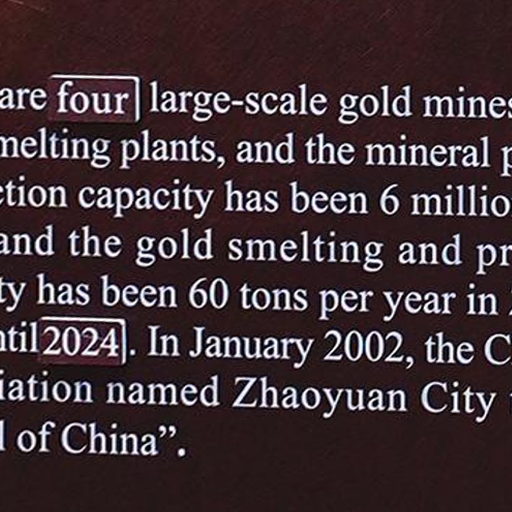 are four large-scale gold mines
melting plants, and the mineral p
ction capacity has been 6 millio
and the gold smelting and pr
ty has been 60 tons per year in
ntil 2024. In January 2002, the C
iation named Zhaoyuan City
l of China”.